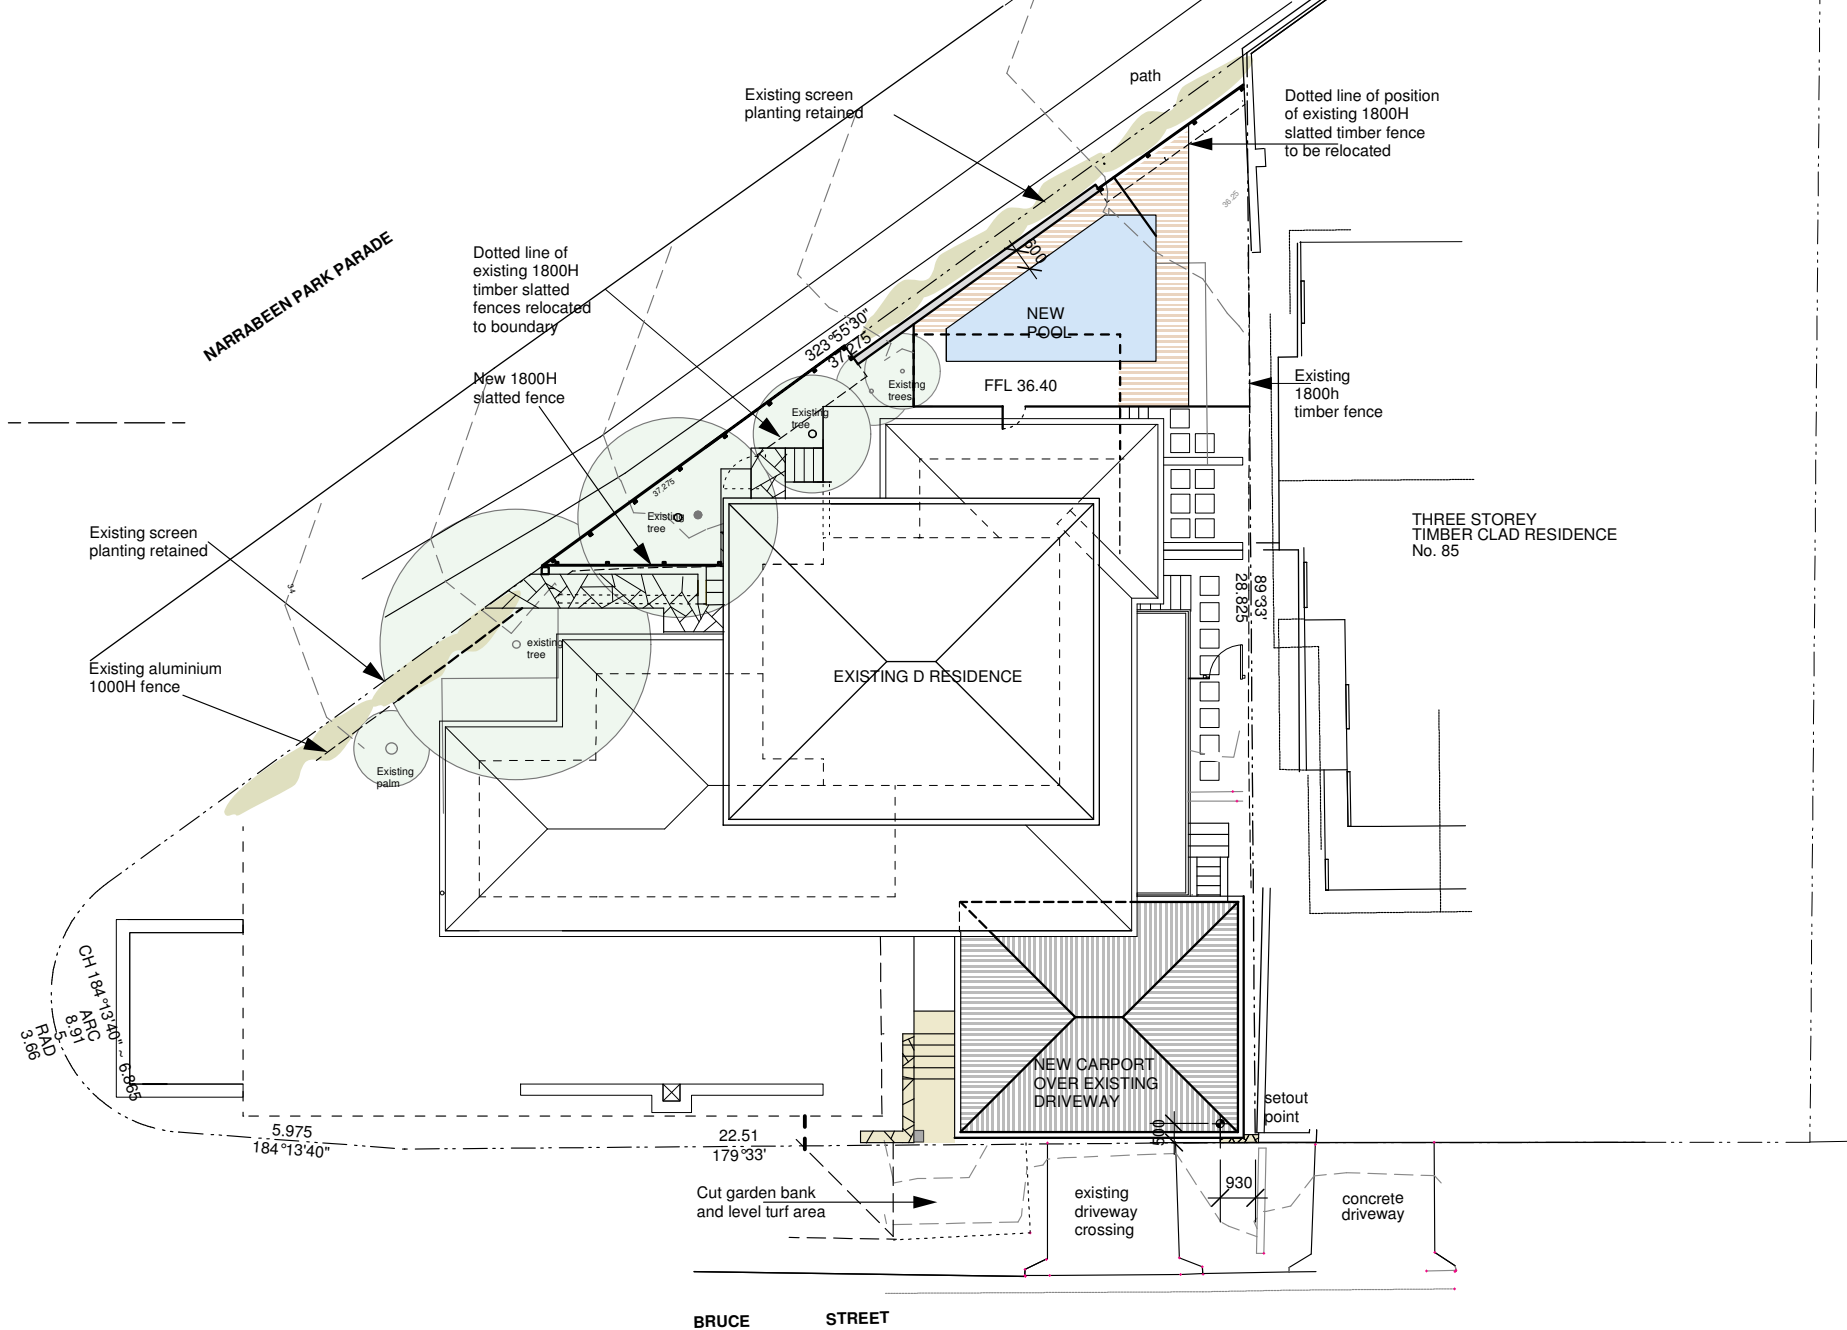 path
Existing screen
planting retained
Dotted line of position
of existing 1800H
slatted timber fence
to be relocated
36.25
NARRABEEN PARK PARADE
Dotted line of
existing 1800H
timber slatted
fences relocated
to boundary
600
NEW
POOL
323°55'30"
37.275
FFL 36.40
Existing
trees
Existing
1800h
timber fence
New 1800H
slatted fence
Existing
tree
37.275
Existing
tree
Existing screen
planting retained
THREE STOREY
TIMBER CLAD RESIDENCE
No. 85
34
89°33'
28.825
existing
tree
Existing aluminium
1000H fence
EXISTING D RESIDENCE
Existing
palm
CH 184°13'40" ~ 6.865
ARC
8.91
5
RAD
3.66
NEW CARPORT
OVER EXISTING
DRIVEWAY
setout
point
500
5.975
184°13'40"
22.51
179°33'
930
Cut garden bank
and level turf area
existing
driveway
crossing
concrete
driveway
BRUCE STREET